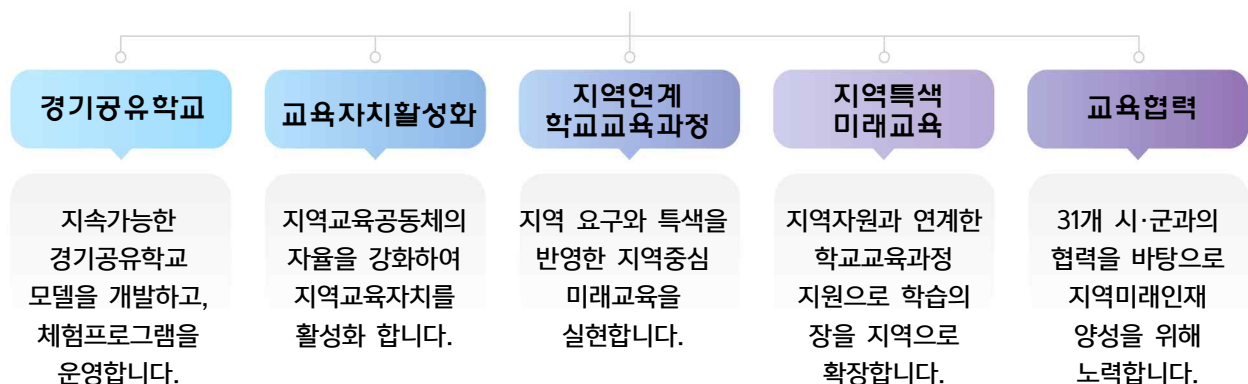 경기공유학교
교육자치활성화
지역연계
학교교육과정
지역특색
미래교육
교육협력
지속가능한
경기공유학교
모델을 개발하고,
체험프로그램을
운영합니다.
지역교육공동체의
자율을 강화하여
지역교육자치를
활성화 합니다.
지역 요구와 특색을
반영한 지역중심
미래교육을
실현합니다.
지역자원과 연계한
학교교육과정
지원으로 학습의
장을 지역으로
확장합니다.
31개 시·군과의
협력을 바탕으로
지역미래인재
양성을 위해
노력합니다.